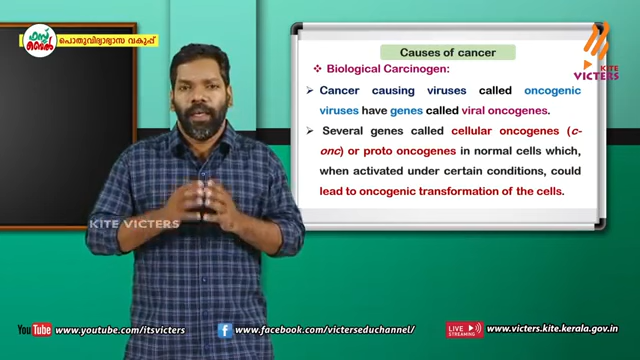 ഫസ്റ്റ്
ബെൽ
പൊതുവിദ്യാഭ്യാസ വകുപ്പ്
Causes of cancer
KITE
VICTERS
❖ Biological Carcinogen:
➢ Cancer causing viruses called oncogenic
viruses have genes called viral oncogenes.
➢ Several genes called cellular oncogenes (c-
onc) or proto oncogenes in normal cells which,
when activated under certain conditions, could
lead to oncogenic transformation of the cells.
KITE VICTERS
YouTube www.youtube.com/itsvicters
f www.facebook.com/victerseduchannel/
LIVE STREAMING www.victers.kite.kerala.gov.in